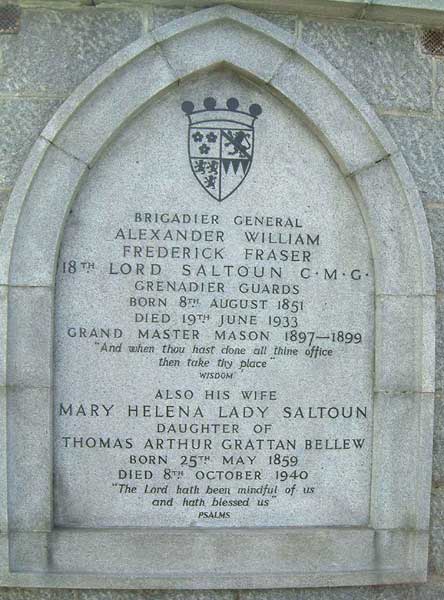 BRIGADIER GENERAL
ALEXANDER WILLIAM
FREDERICK FRASER
18TH LORD SALTOUN C·M·G·
GRENADIER GUARDS
BORN 8TH AUGUST 1851
DIED 19TH JUNE 1933
GRAND MASTER MASON 1897—1899
"And when thou hast done all thine office
then take thy place"
WISDOM
ALSO HIS WIFE
MARY HELENA LADY SALTOUN
DAUGHTER OF
THOMAS ARTHUR GRATTAN BELLEW
BORN 25TH MAY 1859
DIED 8TH OCTOBER 1940
"The Lord hath been mindful of us
and hath blessed us"
PSALMS